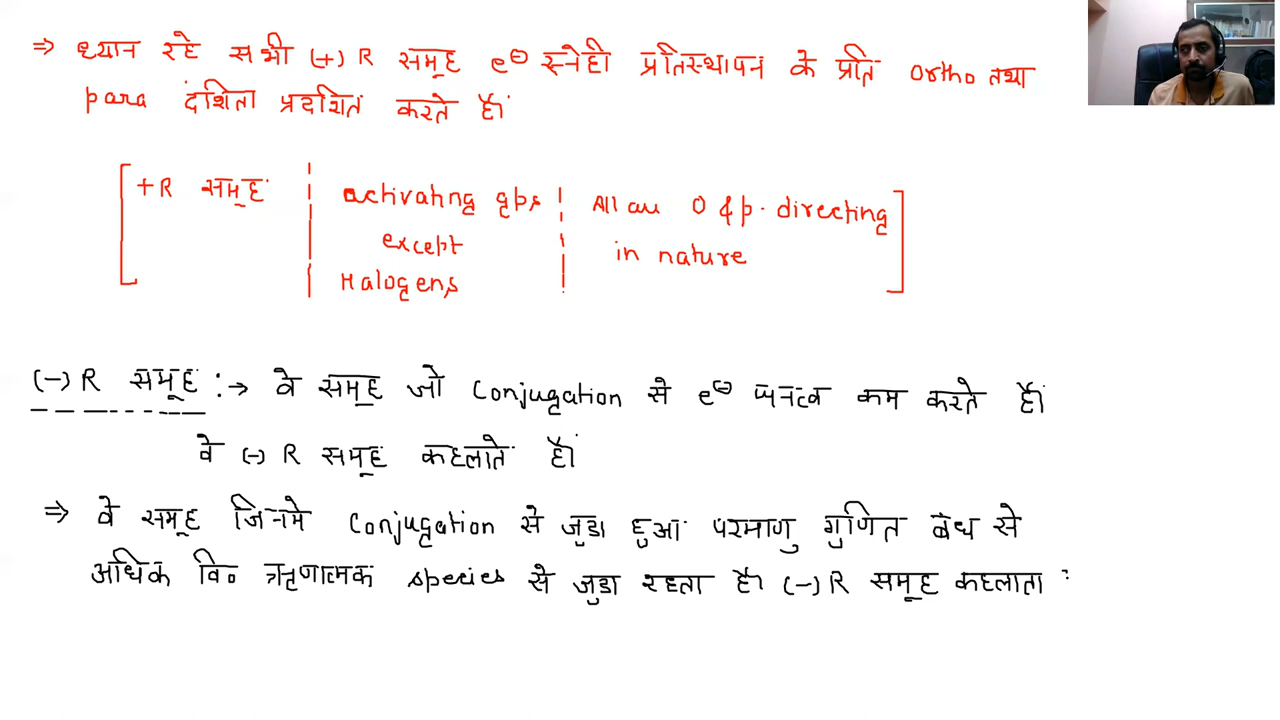 ⇒ ध्यान रहे सभी (+) R समूह e⊖ स्नेही प्रतिस्थापन के प्रति ortho तथा
para दंशिता प्रदर्शित करते है।
+R समूह
activating gps
except
Halogens
All are O & p. directing
in nature
(-) R समूह :→ वे समूह जो Conjugation से e⊖ घनत्व कम करते है।
वे (-) R समूह कहलाते है।
⇒ वे समूह जिनमे Conjugation से जुडा हुआ परमाणु गुणित बंध से
अधिक वि० ऋणात्मक species से जुडा रहता है। (-) R समूह कहलाता